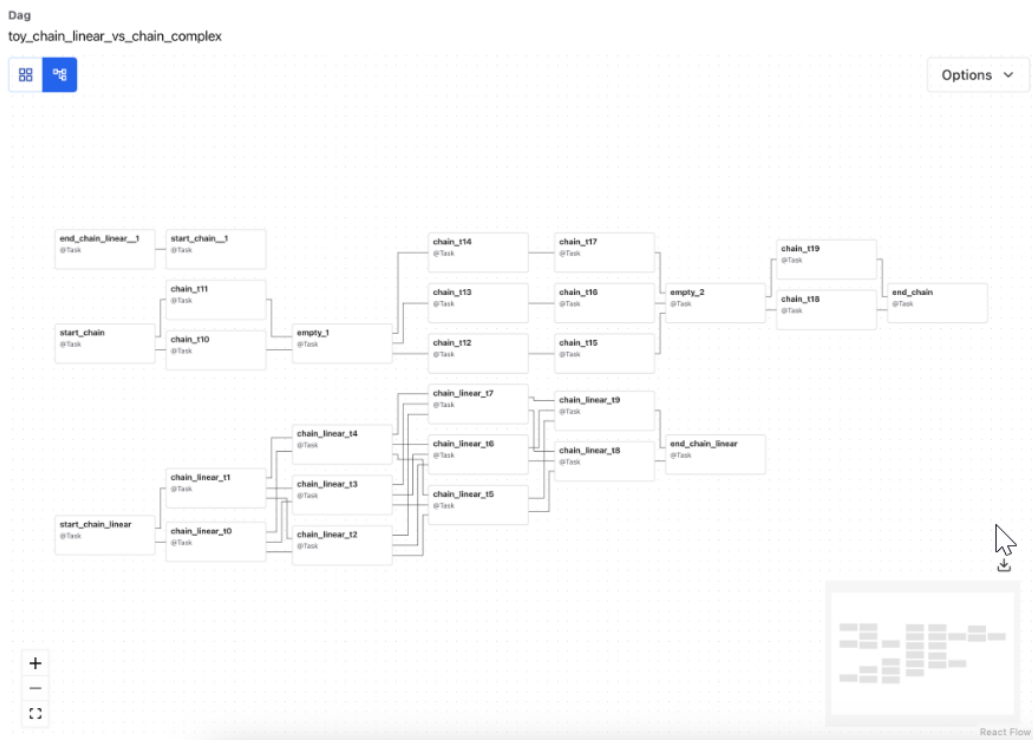 Dag
toy_chain_linear_vs_chain_complex
Options
end_chain_linear__1
@Task
start_chain__1
@Task
chain_t11
@Task
start_chain
@Task
chain_t10
@Task
empty_1
@Task
chain_t14
@Task
chain_t17
@Task
chain_t13
@Task
chain_t16
@Task
chain_t12
@Task
chain_t15
@Task
empty_2
@Task
chain_t19
@Task
chain_t18
@Task
end_chain
@Task
chain_linear_t7
@Task
chain_linear_t9
@Task
chain_linear_t4
@Task
chain_linear_t6
@Task
chain_linear_t8
@Task
end_chain_linear
@Task
chain_linear_t1
@Task
chain_linear_t3
@Task
chain_linear_t5
@Task
start_chain_linear
@Task
chain_linear_t0
@Task
chain_linear_t2
@Task
React Flow